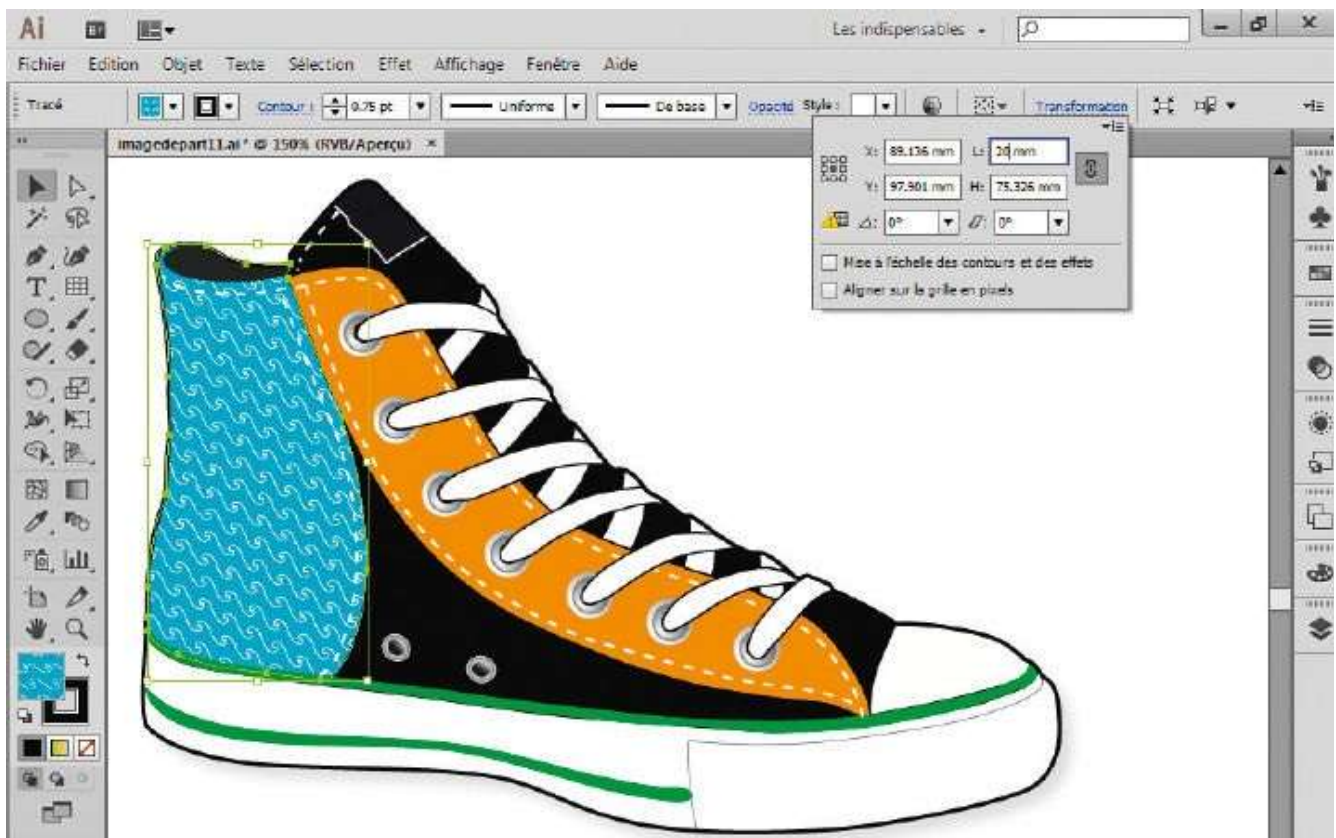 Ai Br Les indispensables
Fichier Edition Objet Texte Sélection Effet Affichage Fenêtre Aide
Tracé Contour : 0.75 pt Uniforme De base Opacité Style : Transformation
imagedepart11.ai* @ 150% (RVB/Aperçu) ×
X: 89.136 mm L: 20 mm
Y: 97.901 mm H: 75.326 mm
0° 0°
Mise à l'échelle des contours et des effets
Aligner sur la grille en pixels